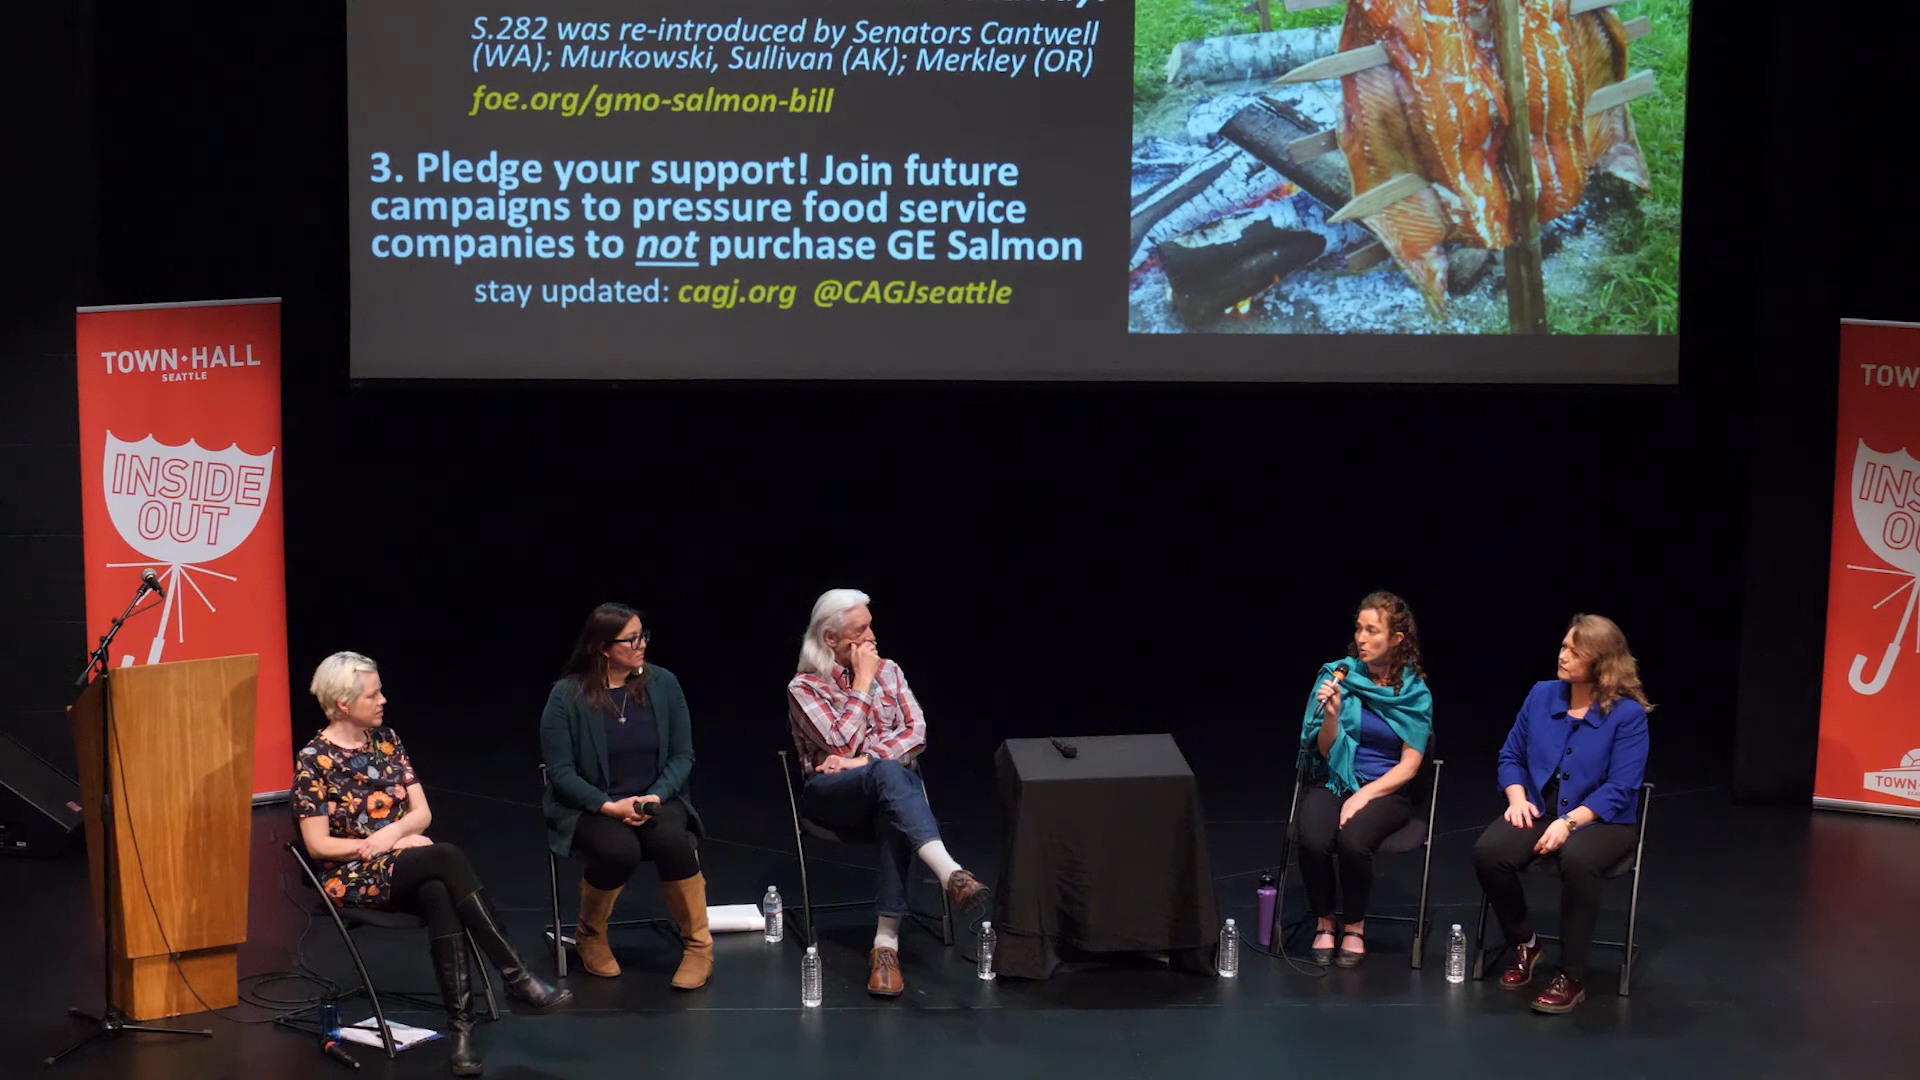 S.282 was re-introduced by Senators Cantwell
(WA); Murkowski, Sullivan (AK); Merkley (OR)
foe.org/gmo-salmon-bill
3. Pledge your support! Join future
campaigns to pressure food service
companies to not purchase GE Salmon
stay updated: cagj.org @CAGJseattle
TOWN·HALL
SEATTLE
INSIDE
OUT
TOW
INS
OU
TOWN